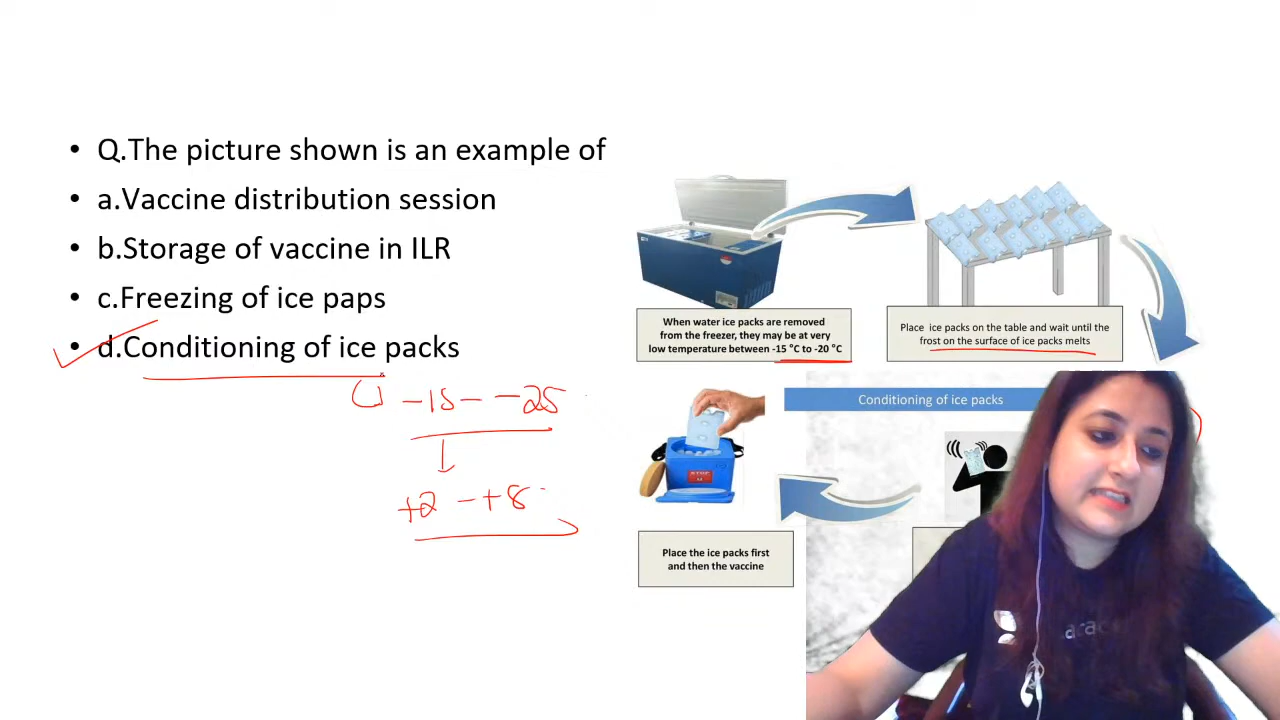 • Q.The picture shown is an example of
• a.Vaccine distribution session
• b.Storage of vaccine in ILR
• c.Freezing of ice paps
• d.Conditioning of ice packs
-15 - -25
+2 - +8
When water ice packs are removed
from the freezer, they may be at very
low temperature between -15 °C to -20 °C
Place ice packs on the table and wait until the
frost on the surface of ice packs melts
Conditioning of ice packs
Place the ice packs first
and then the vaccine